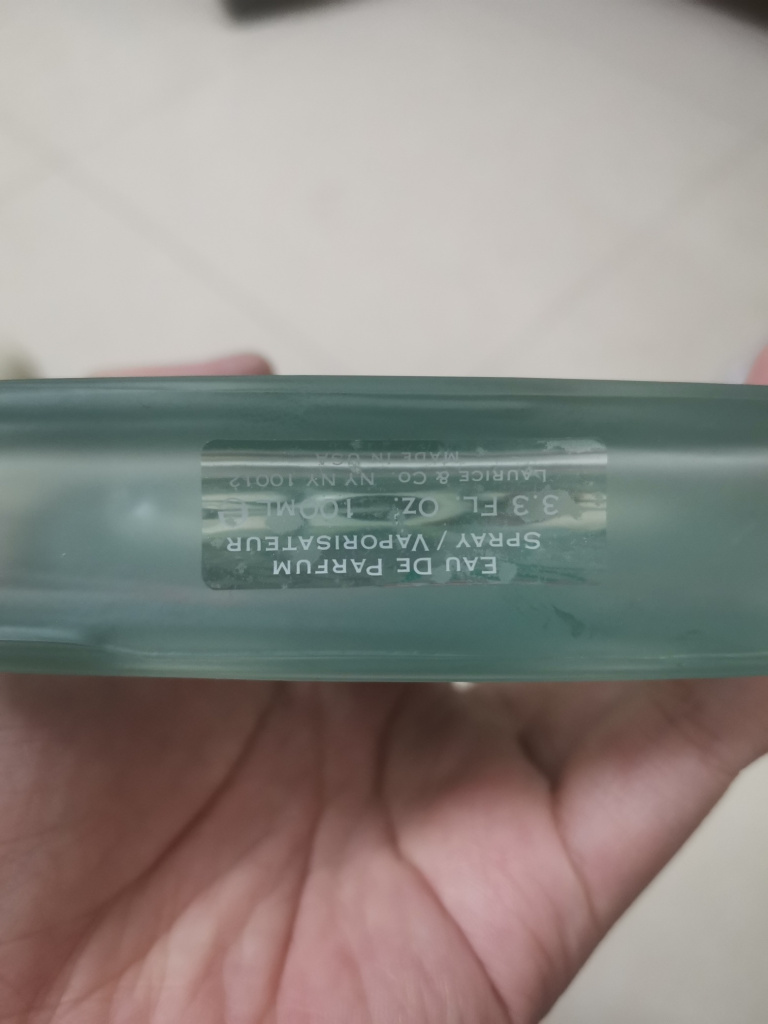 EAU DE PARFUM
SPRAY / VAPORISATEUR
3.3 FL. OZ. 100ML ℮
LAURICE & CO NY NY 10012
MADE IN USA